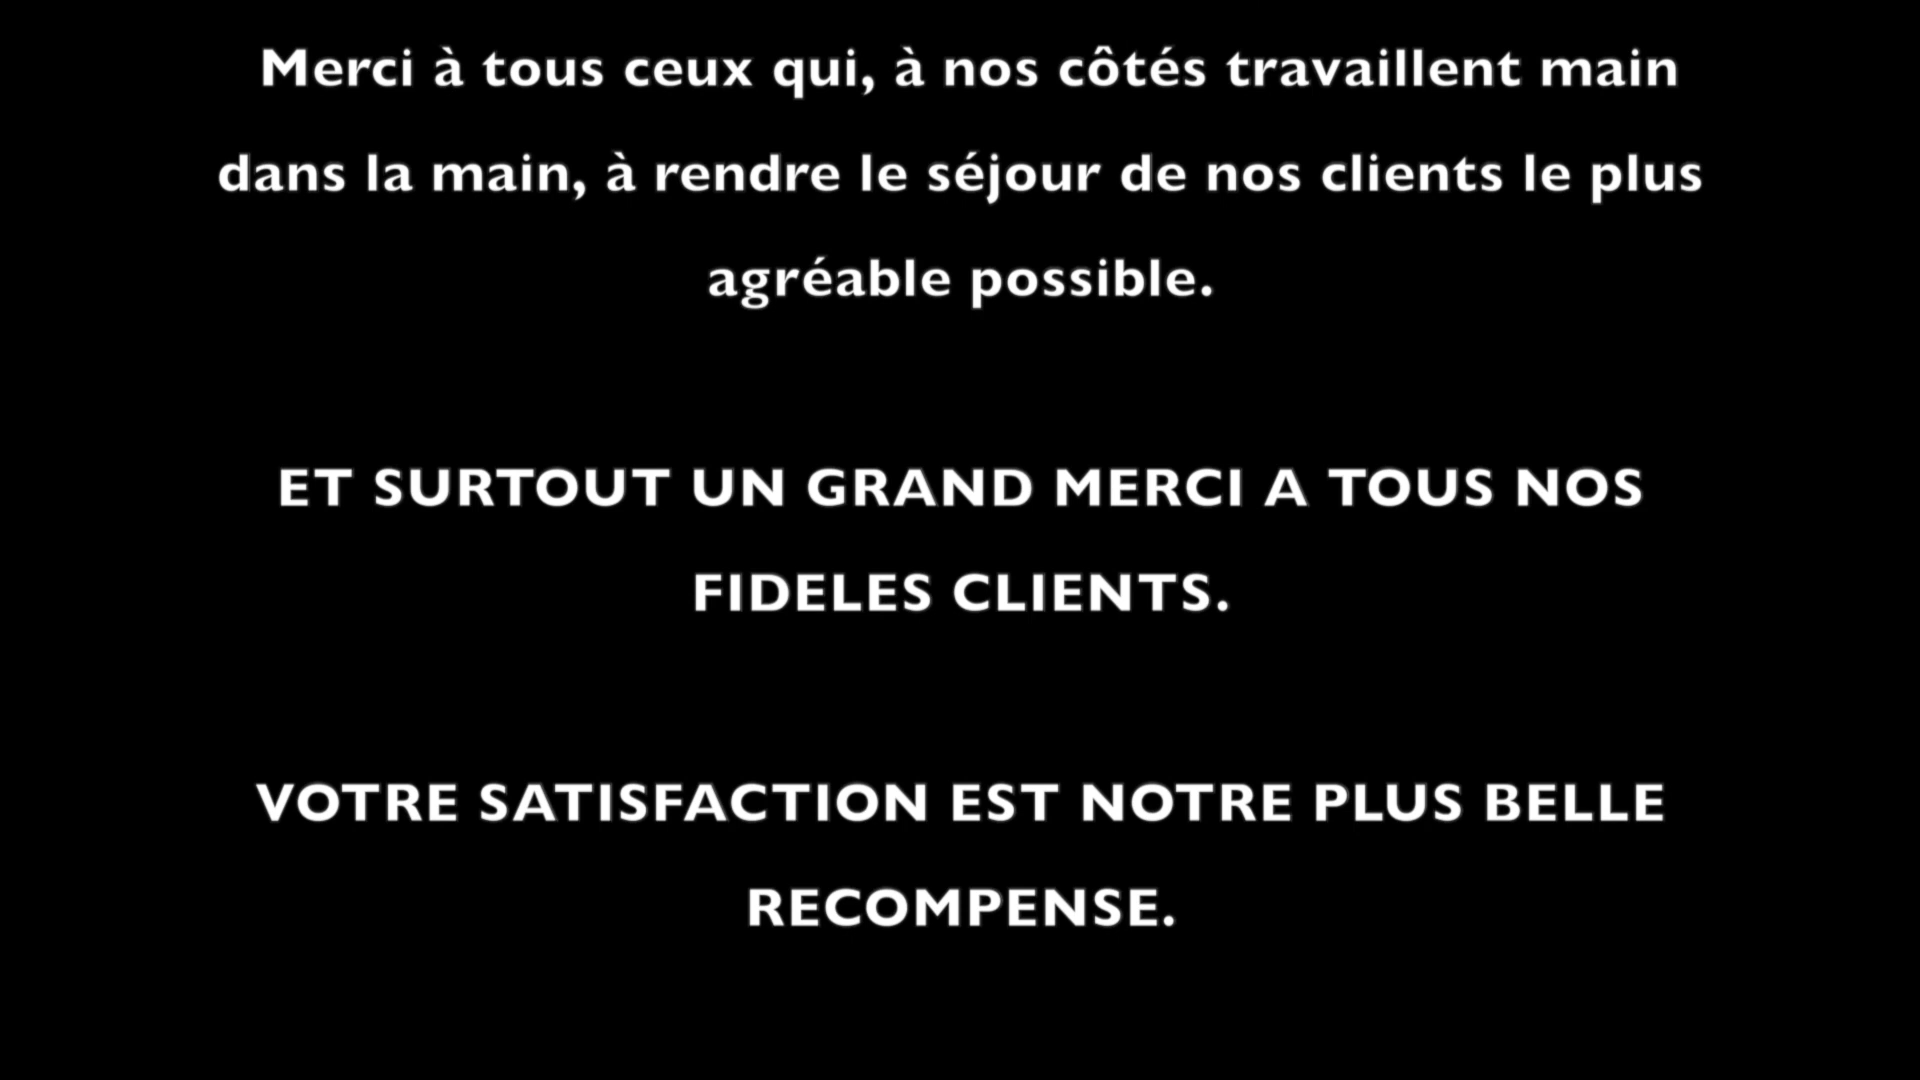 Merci à tous ceux qui, à nos côtés travaillent main
dans la main, à rendre le séjour de nos clients le plus
agréable possible.
ET SURTOUT UN GRAND MERCI A TOUS NOS
FIDELES CLIENTS.
VOTRE SATISFACTION EST NOTRE PLUS BELLE
RECOMPENSE.